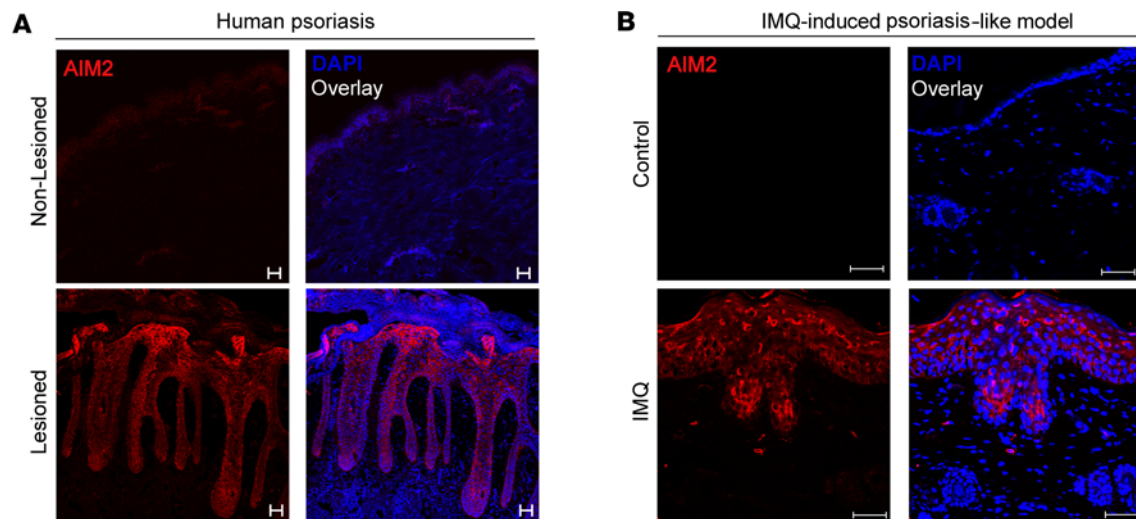 A
Human psoriasis
AIM2
DAPI
Overlay
Non-Lesioned
Lesioned
B
IMQ-induced psoriasis-like model
AIM2
DAPI
Overlay
Control
IMQ